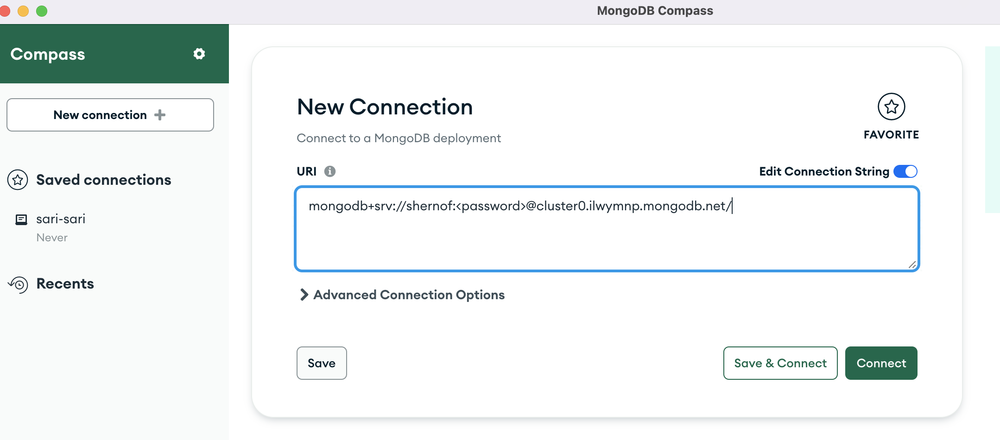 MongoDB Compass
Compass
New connection
Saved connections
sari-sari
Never
Recents
New Connection
Connect to a MongoDB deployment
FAVORITE
URI
Edit Connection String
mongodb+srv://shernof:<password>@cluster0.ilwymnp.mongodb.net/
Advanced Connection Options
Save
Save & Connect
Connect